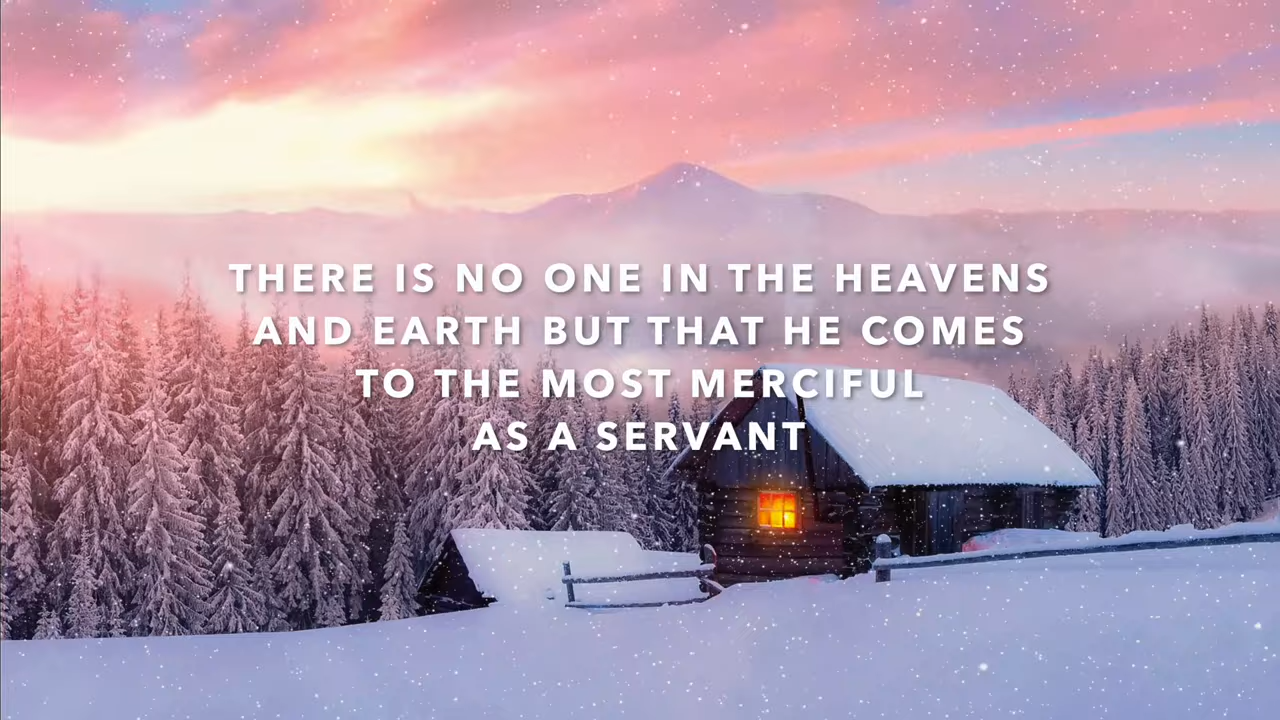 THERE IS NO ONE IN THE HEAVENS
AND EARTH BUT THAT HE COMES
TO THE MOST MERCIFUL
AS A SERVANT